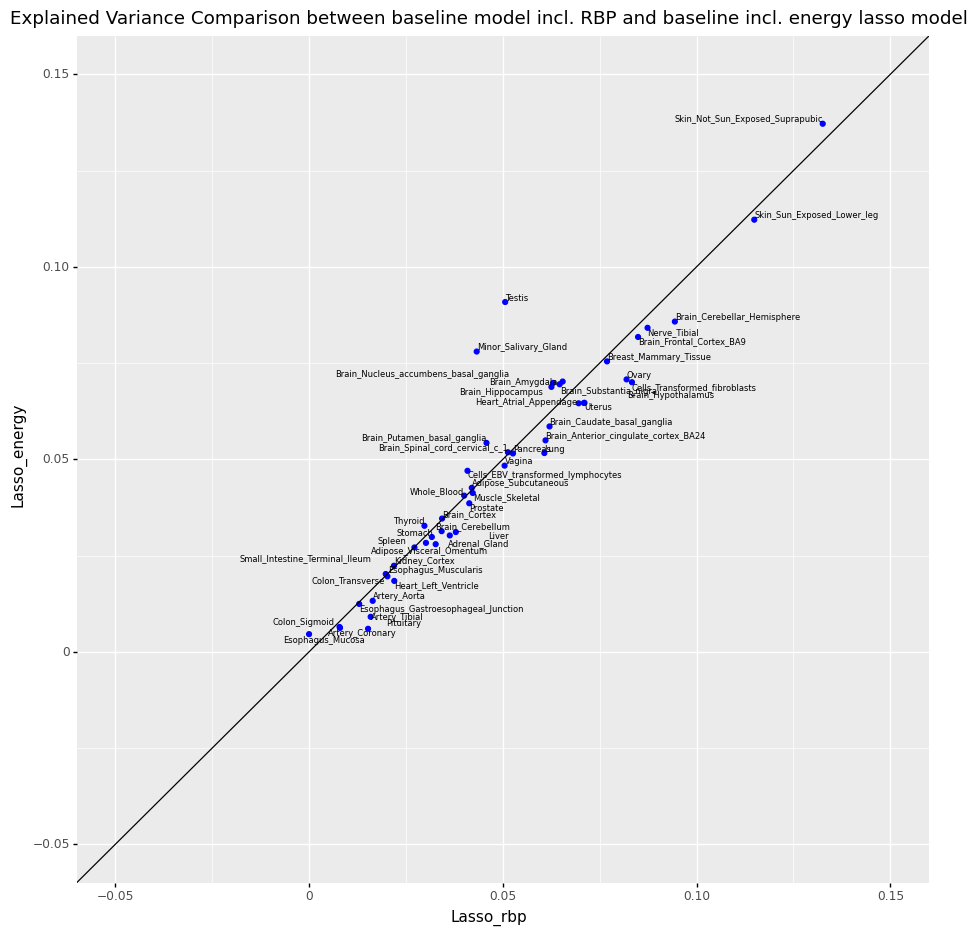 Explained Variance Comparison between baseline model incl. RBP and baseline incl. energy lasso model
0.15
Skin_Not_Sun_Exposed_Suprapubic
Skin_Sun_Exposed_Lower_leg
0.10
Testis
Brain_Cerebellar_Hemisphere
Nerve_Tibial
Brain_Frontal_Cortex_BA9
Minor_Salivary_Gland
Breast_Mammary_Tissue
Brain_Nucleus_accumbens_basal_ganglia
Ovary
Brain_Amygdala
Cells_Transformed_fibroblasts
Brain_Hippocampus
Brain_Substantia_nigra
Brain_Hypothalamus
Heart_Atrial_Appendage
Uterus
Brain_Caudate_basal_ganglia
Brain_Putamen_basal_ganglia
Brain_Anterior_cingulate_cortex_BA24
Brain_Spinal_cord_cervical_c_1
Pancreas
Lung
0.05
Vagina
Cells_EBV_transformed_lymphocytes
Adipose_Subcutaneous
Whole_Blood
Muscle_Skeletal
Prostate
Brain_Cortex
Thyroid
Brain_Cerebellum
Stomach
Liver
Spleen
Adrenal_Gland
Adipose_Visceral_Omentum
Small_Intestine_Terminal_Ileum
Kidney_Cortex
Esophagus_Muscularis
Colon_Transverse
Heart_Left_Ventricle
Artery_Aorta
Esophagus_Gastroesophageal_Junction
Artery_Tibial
Colon_Sigmoid
Pituitary
Artery_Coronary
Esophagus_Mucosa
0
−0.05
Lasso_energy
−0.05
0
0.05
0.10
0.15
Lasso_rbp